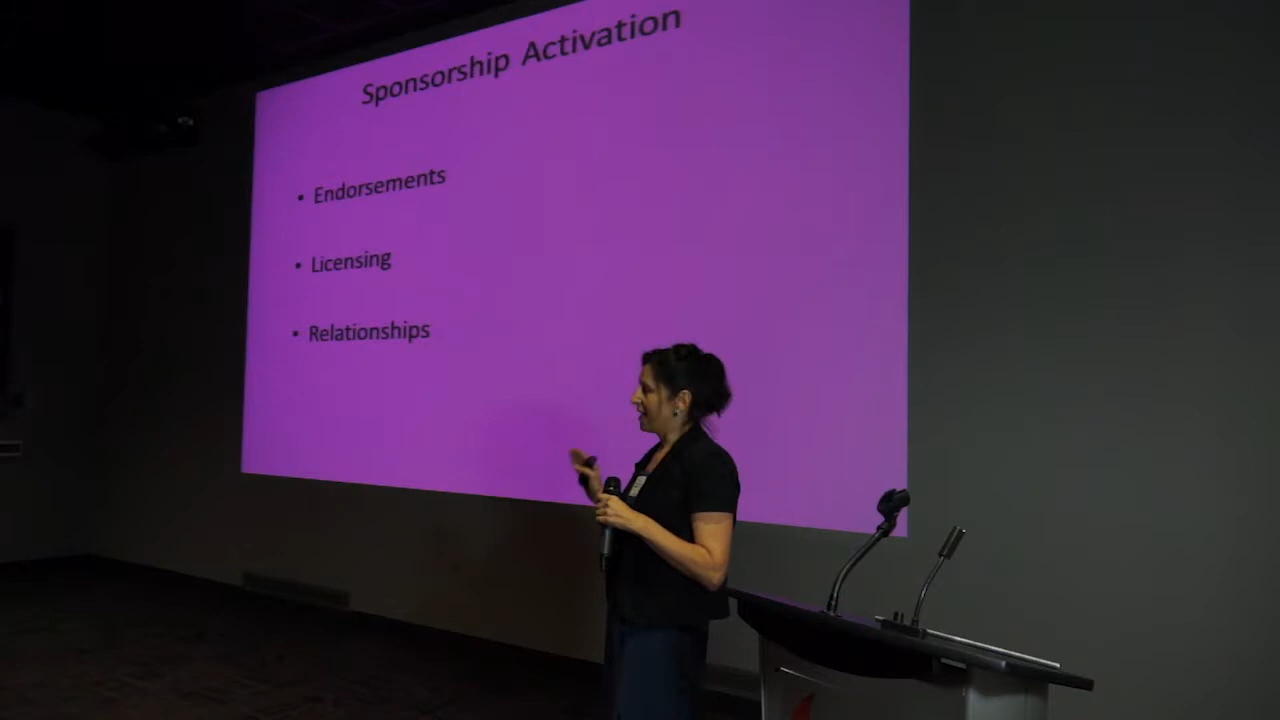 Sponsorship Activation
• Endorsements
• Licensing
• Relationships